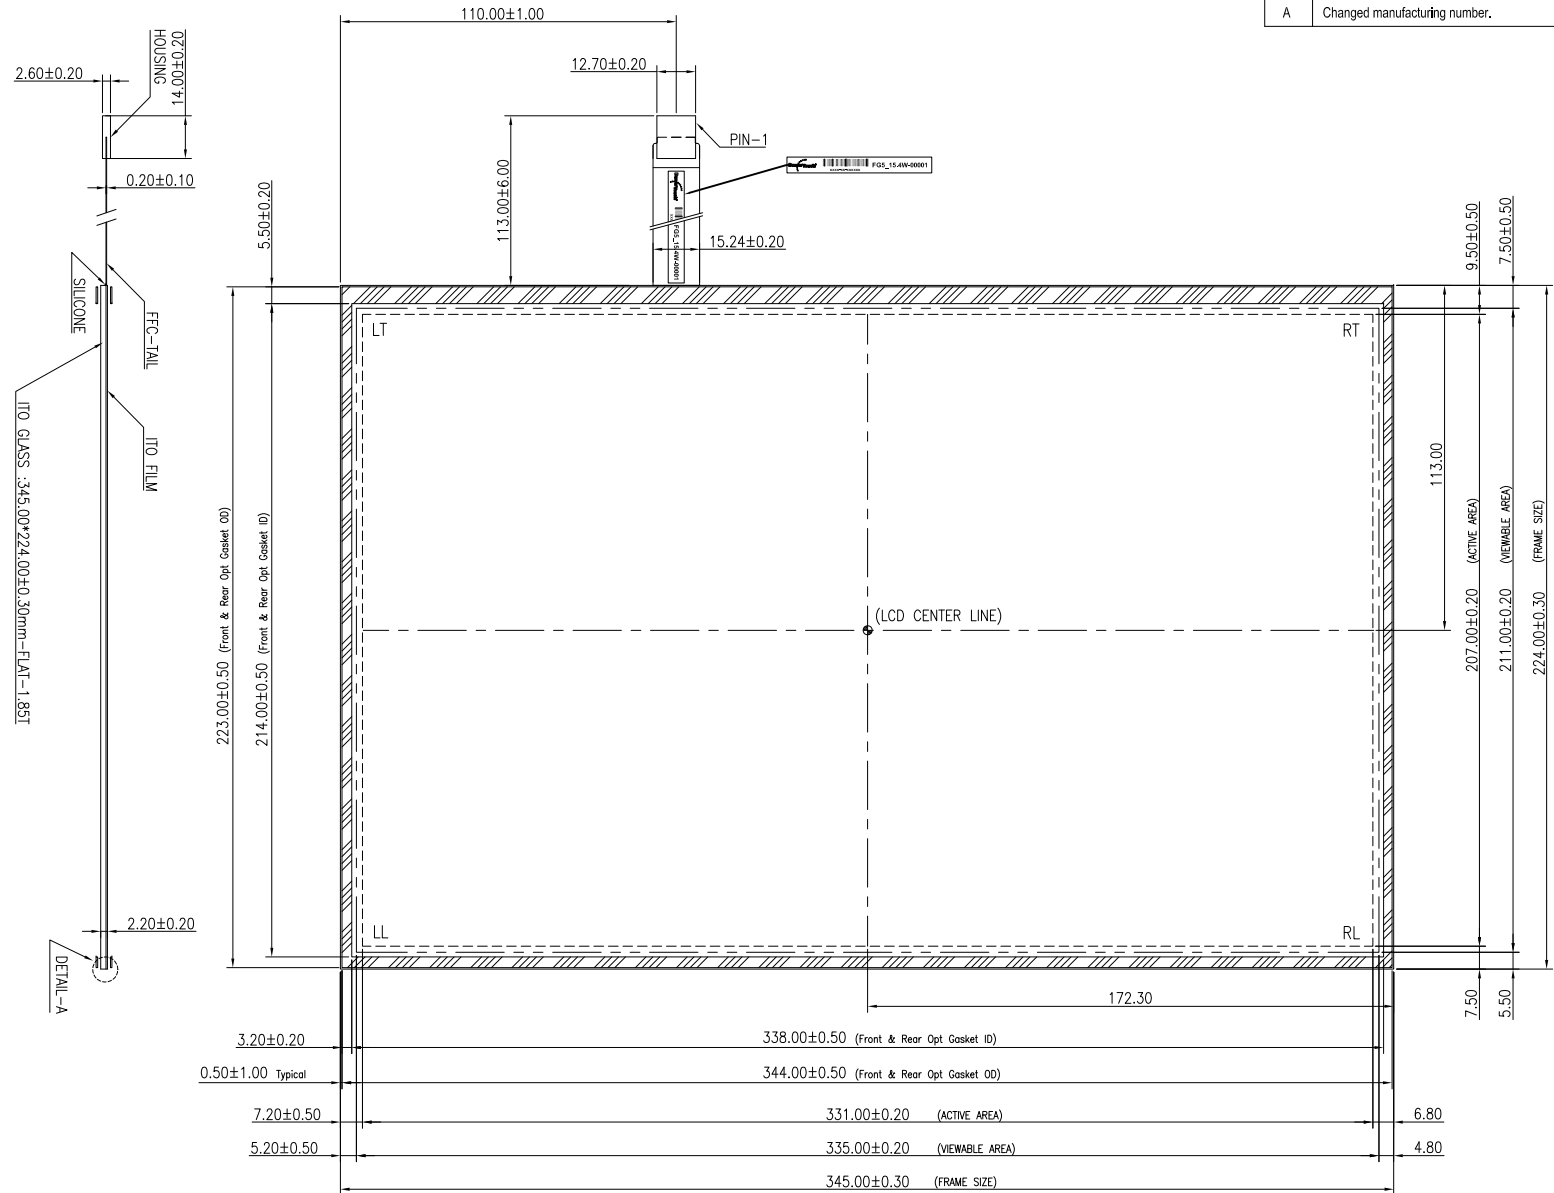 A Changed manufacturing number.
110.00±1.00
12.70±0.20
2.60±0.20
HOUSING
14.00±0.20
PIN-1
FG5_15.4W-00001
0.20±0.10
113.00±6.00
5.50±0.20
FG5_15.4W-00001
15.24±0.20
9.50±0.50
7.50±0.50
SILICONE
FFC-TAIL
LT
RT
ITO FILM
ITO GLASS :345.00*224.00±0.30mm-FLAT-1.85T
223.00±0.50 (Front & Rear Opt Gasket OD)
214.00±0.50 (Front & Rear Opt Gasket ID)
113.00
207.00±0.20 (ACTIVE AREA)
211.00±0.20 (VIEWABLE AREA)
224.00±0.30 (FRAME SIZE)
(LCD CENTER LINE)
2.20±0.20
DETAIL-A
LL
RL
172.30
7.50
5.50
3.20±0.20
338.00±0.50 (Front & Rear Opt Gasket ID)
0.50±1.00 Typical
344.00±0.50 (Front & Rear Opt Gasket OD)
7.20±0.50
331.00±0.20 (ACTIVE AREA)
6.80
5.20±0.50
335.00±0.20 (VIEWABLE AREA)
4.80
345.00±0.30 (FRAME SIZE)